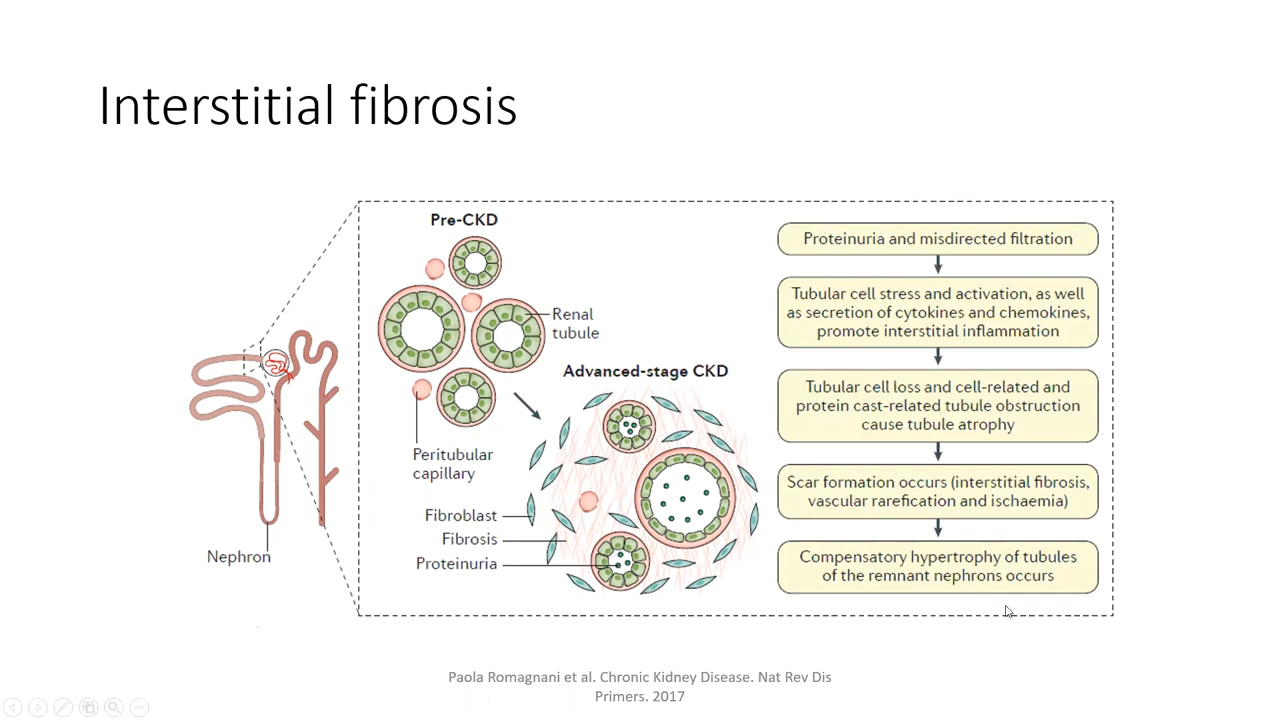 Interstitial fibrosis
Pre-CKD
Renal
tubule
Advanced-stage CKD
Peritubular
capillary
Fibroblast
Fibrosis
Proteinuria
Nephron
Proteinuria and misdirected filtration
Tubular cell stress and activation, as well
as secretion of cytokines and chemokines,
promote interstitial inflammation
Tubular cell loss and cell-related and
protein cast-related tubule obstruction
cause tubule atrophy
Scar formation occurs (interstitial fibrosis,
vascular rarefication and ischaemia)
Compensatory hypertrophy of tubules
of the remnant nephrons occurs
Paola Romagnani et al. Chronic Kidney Disease. Nat Rev Dis
Primers. 2017